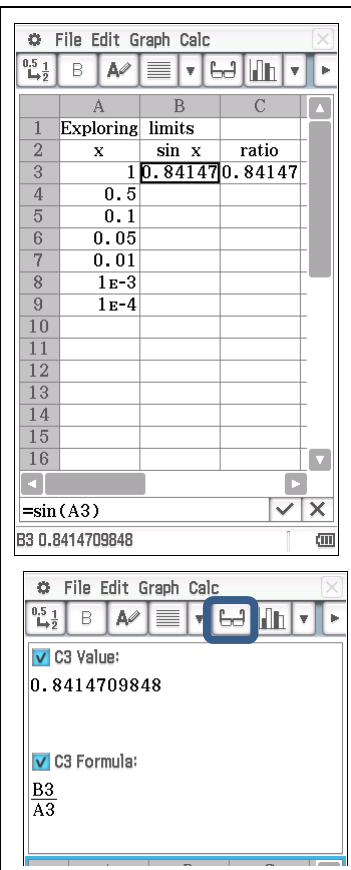 File Edit Graph Calc
0.5 1 2 B A
A B C
1 Exploring limits
2 x sin x ratio
3 1 0.84147 0.84147
4 0.5
5 0.1
6 0.05
7 0.01
8 1E-3
9 1E-4
10
11
12
13
14
15
16
=sin(A3)
B3 0.8414709848
File Edit Graph Calc
0.5 1 2 B A
C3 Value:
0.8414709848
C3 Formula:
B3
A3